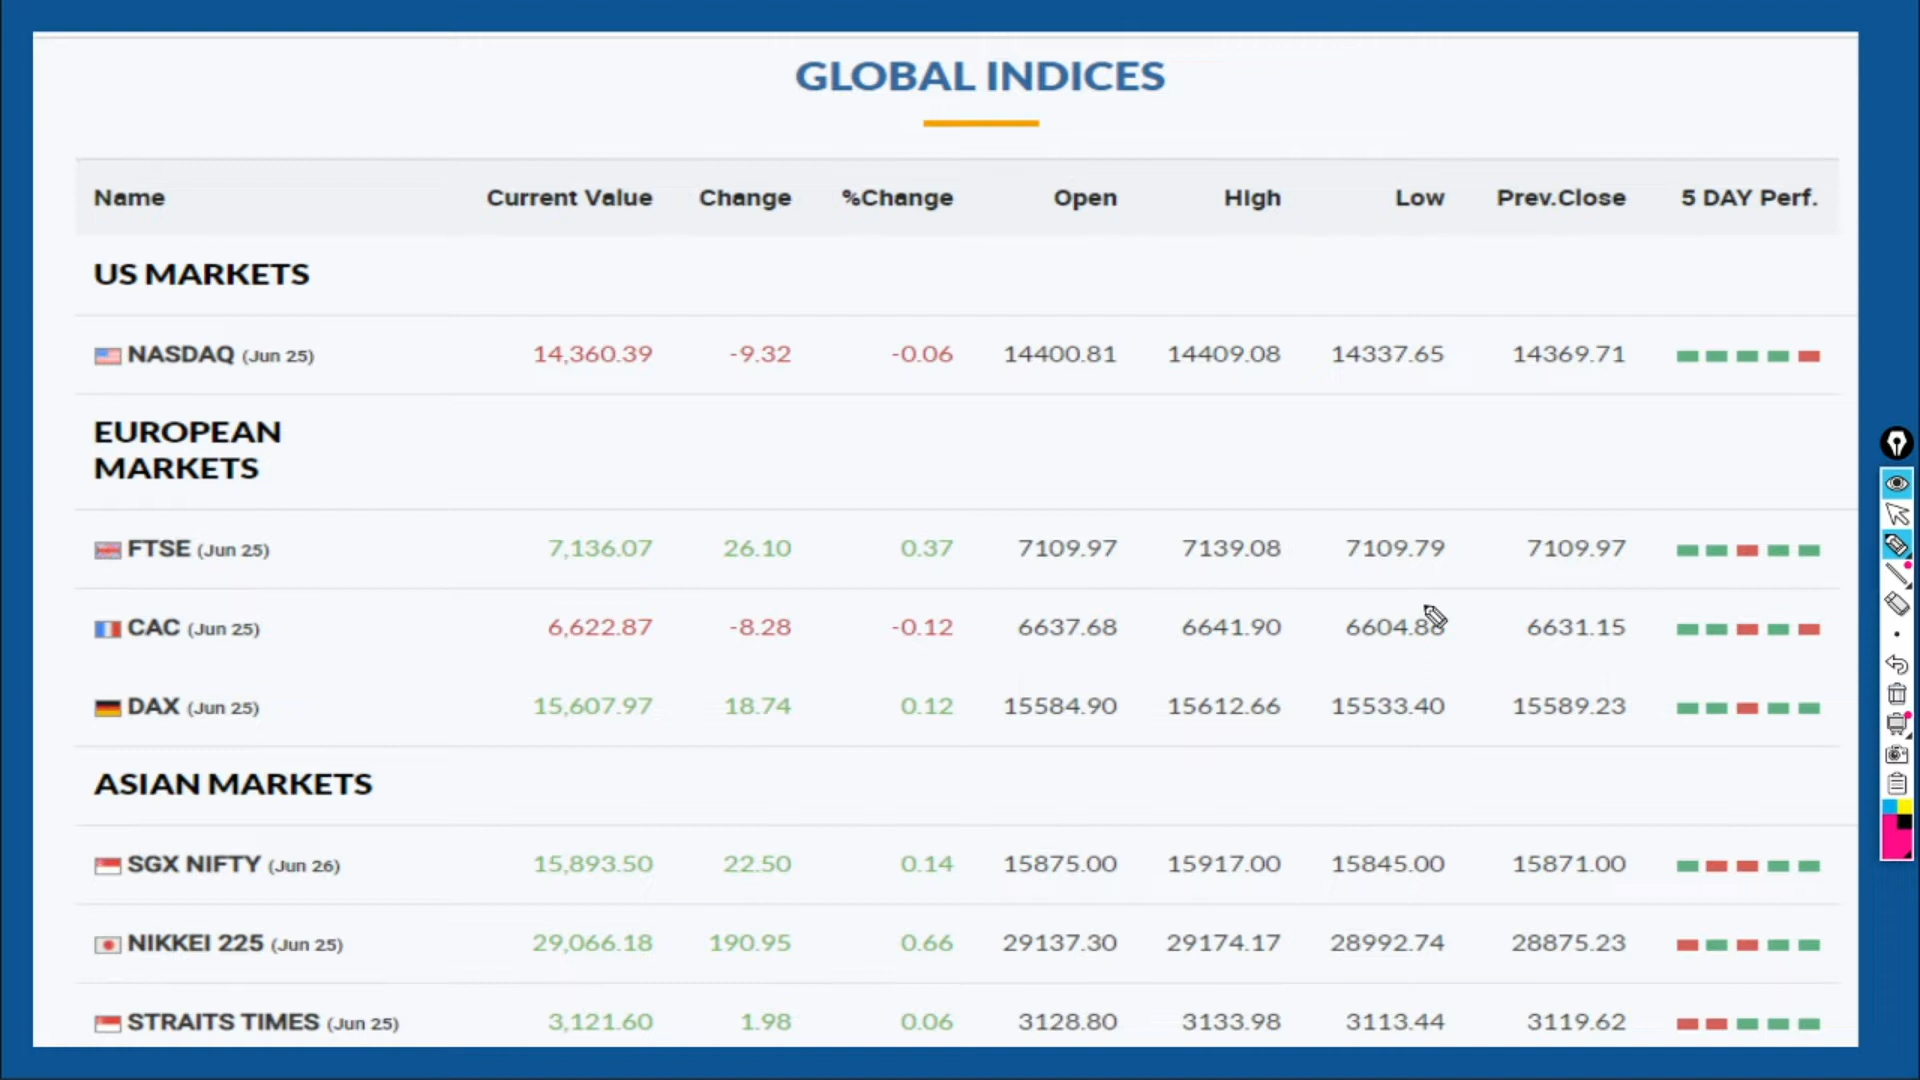 GLOBAL INDICES
Name Current Value Change %Change Open High Low Prev.Close 5 DAY Perf.
US MARKETS
NASDAQ (Jun 25) 14,360.39 -9.32 -0.06 14400.81 14409.08 14337.65 14369.71
EUROPEAN
MARKETS
FTSE (Jun 25) 7,136.07 26.10 0.37 7109.97 7139.08 7109.79 7109.97
CAC (Jun 25) 6,622.87 -8.28 -0.12 6637.68 6641.90 6604.88 6631.15
DAX (Jun 25) 15,607.97 18.74 0.12 15584.90 15612.66 15533.40 15589.23
ASIAN MARKETS
SGX NIFTY (Jun 26) 15,893.50 22.50 0.14 15875.00 15917.00 15845.00 15871.00
NIKKEI 225 (Jun 25) 29,066.18 190.95 0.66 29137.30 29174.17 28992.74 28875.23
STRAITS TIMES (Jun 25) 3,121.60 1.98 0.06 3128.80 3133.98 3113.44 3119.62